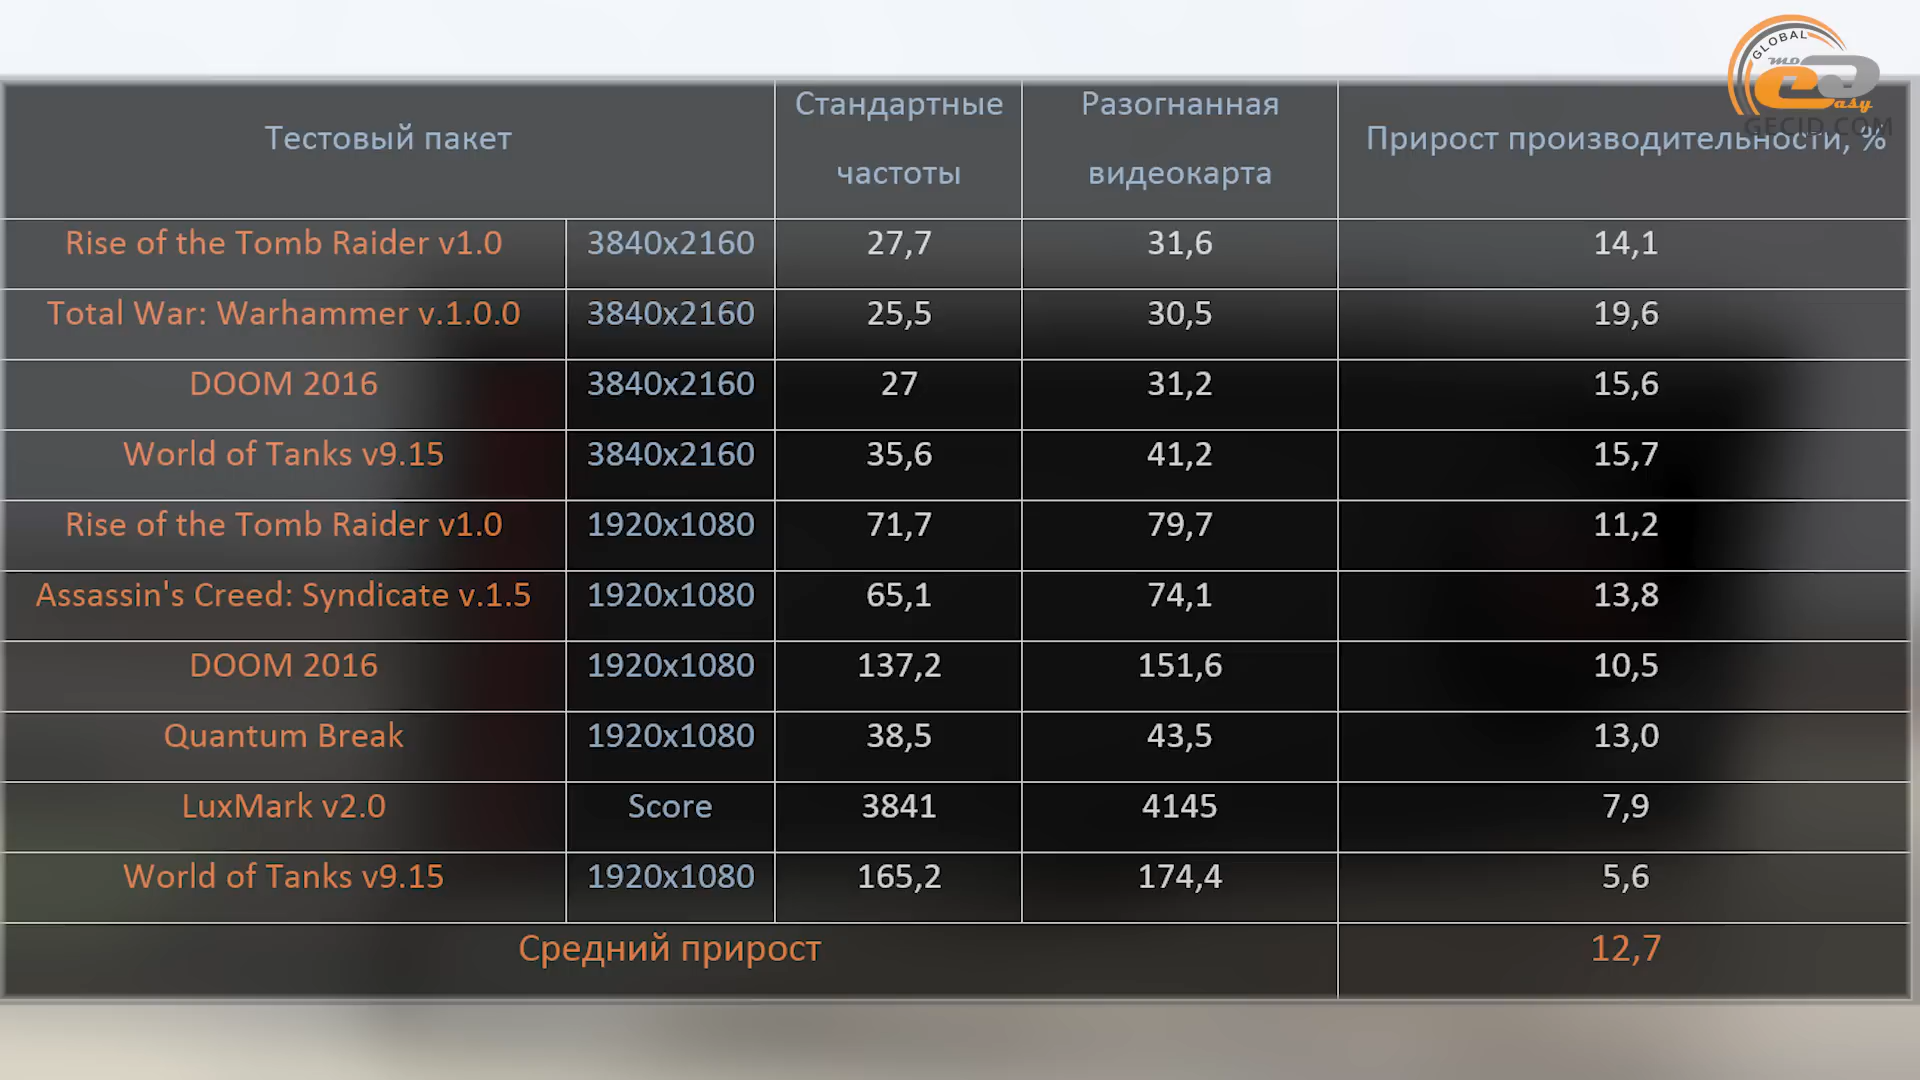 GLOBAL
mo
easy
GECID.COM
Тестовый пакет
Стандартные
частоты
Разогнанная
видеокарта
Прирост производительности, %
Rise of the Tomb Raider v1.0 3840x2160 27,7 31,6 14,1
Total War: Warhammer v.1.0.0 3840x2160 25,5 30,5 19,6
DOOM 2016 3840x2160 27 31,2 15,6
World of Tanks v9.15 3840x2160 35,6 41,2 15,7
Rise of the Tomb Raider v1.0 1920x1080 71,7 79,7 11,2
Assassin's Creed: Syndicate v.1.5 1920x1080 65,1 74,1 13,8
DOOM 2016 1920x1080 137,2 151,6 10,5
Quantum Break 1920x1080 38,5 43,5 13,0
LuxMark v2.0 Score 3841 4145 7,9
World of Tanks v9.15 1920x1080 165,2 174,4 5,6
Средний прирост 12,7